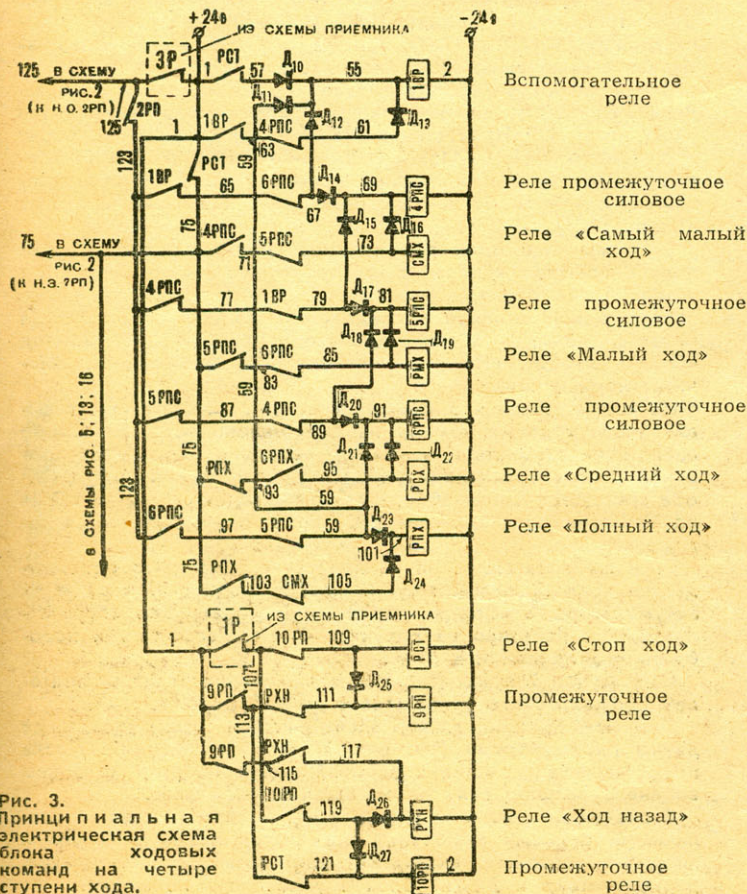 + 24в
- 24в
ИЗ СХЕМЫ ПРИЕМНИКА
3Р
125
В СХЕМУ
РИС. 2
(К Н.О. 2РП)
125
2РП
1
РСТ
57
Д10
55
1ВР
2
Вспомогательное
реле
Д11
Д12
Д13
1
1ВР
4РПС
61
63
59
123
РСТ
1ВР
65
6РПС
67
Д14
69
4РПС
Реле промежуточное
силовое
Д15
Д16
75
В СХЕМУ
РИС 2
(К Н.З. 7РП)
75
4РПС
71
5РПС
73
СМХ
Реле «Самый малый
ход»
4РПС
77
1ВР
79
Д17
81
5РПС
Реле промежуточное
силовое
Д18
Д19
5РПС
6РПС
83
85
РМХ
Реле «Малый ход»
59
5РПС
87
4РПС
89
Д20
91
6РПС
Реле промежуточное
силовое
Д21
Д22
75
РПХ
6РПХ
93
95
РСХ
Реле «Средний ход»
59
123
В СХЕМЫ РИС. 5; 13; 16
6РПС
97
5РПС
59
Д23
101
РПХ
Реле «Полный ход»
75
РПХ
103
СМХ
105
Д24
ИЗ СХЕМЫ ПРИЕМНИКА
1
1Р
107
10РП
109
РСТ
Реле «Стоп ход»
Д25
9РП
113
РХН
111
9РП
Промежуточное
реле
9РП
РХН
115
117
10РП
119
Д26
РХН
Реле «Ход назад»
Д27
РСТ
121
10РП
2
Промежуточное
реле
Рис. 3.
Принципиальная
электрическая схема
блока ходовых
команд на четыре
ступени хода.